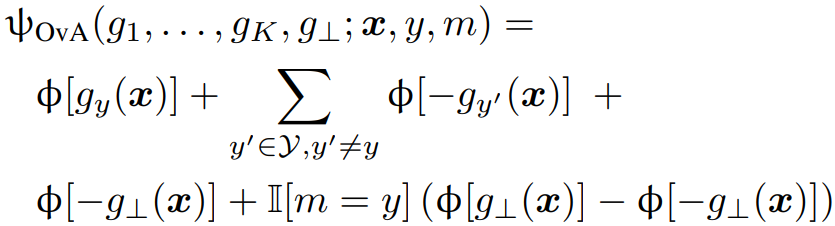 ψ_OvA(g_1, . . . , g_K, g_⊥; x, y, m) =
ϕ[g_y(x)] + ∑_{y′∈𝒴,y′≠y} ϕ[−g_{y′}(x)] +
ϕ[−g_⊥(x)] + 𝕀[m = y] (ϕ[g_⊥(x)] − ϕ[−g_⊥(x)])